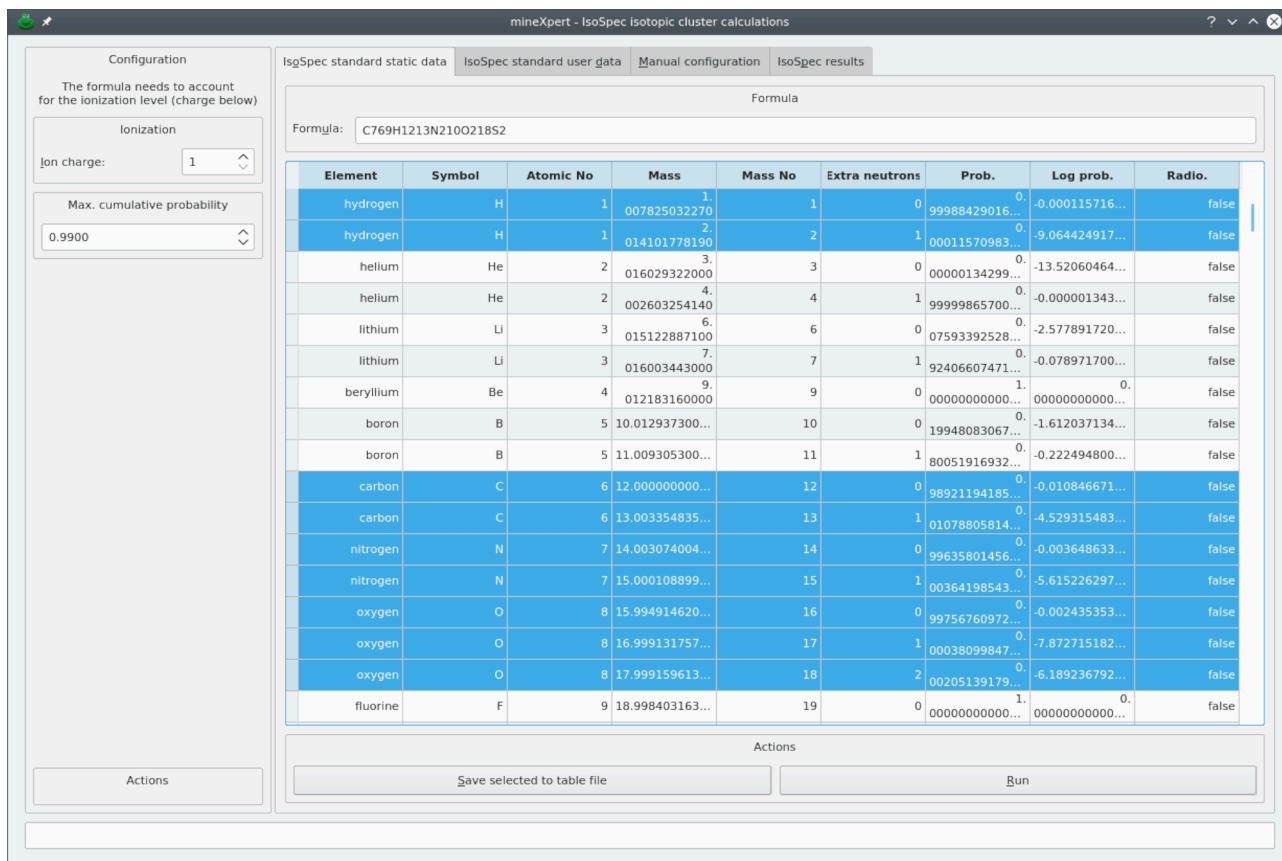 mineXpert - IsoSpec isotopic cluster calculations
Configuration
The formula needs to account
for the ionization level (charge below)
Ionization
Ion charge: 1
Max. cumulative probability
0.9900
Actions
IsoSpec standard static data IsoSpec standard user data Manual configuration IsoSpec results
Formula
Formula: C769H1213N210O218S2
Element Symbol Atomic No Mass Mass No Extra neutrons Prob. Log prob. Radio.
hydrogen H 1 1.007825032270 1 0 0.99988429016... -0.000115716... false
hydrogen H 1 2.014101778190 2 1 0.00011570983... -9.064424917... false
helium He 2 3.016029322000 3 0 0.00000134299... -13.52060464... false
helium He 2 4.002603254140 4 1 0.99999865700... -0.000001343... false
lithium Li 3 6.015122887100 6 0 0.07593392528... -2.577891720... false
lithium Li 3 7.016003443000 7 1 0.92406607471... -0.078971700... false
beryllium Be 4 9.012183160000 9 0 1.00000000000... 0.00000000000... false
boron B 5 10.012937300... 10 0 0.19948083067... -1.612037134... false
boron B 5 11.009305300... 11 1 0.80051916932... -0.222494800... false
carbon C 6 12.000000000... 12 0 0.98921194185... -0.010846671... false
carbon C 6 13.003354835... 13 1 0.01078805814... -4.529315483... false
nitrogen N 7 14.003074004... 14 0 0.99635801456... -0.003648633... false
nitrogen N 7 15.000108899... 15 1 0.00364198543... -5.615226297... false
oxygen O 8 15.994914620... 16 0 0.99756760972... -0.002435353... false
oxygen O 8 16.999131757... 17 1 0.00038099847... -7.872715182... false
oxygen O 8 17.999159613... 18 2 0.00205139179... -6.189236792... false
fluorine F 9 18.998403163... 19 0 1.00000000000... 0.00000000000... false
Actions
Save selected to table file Run